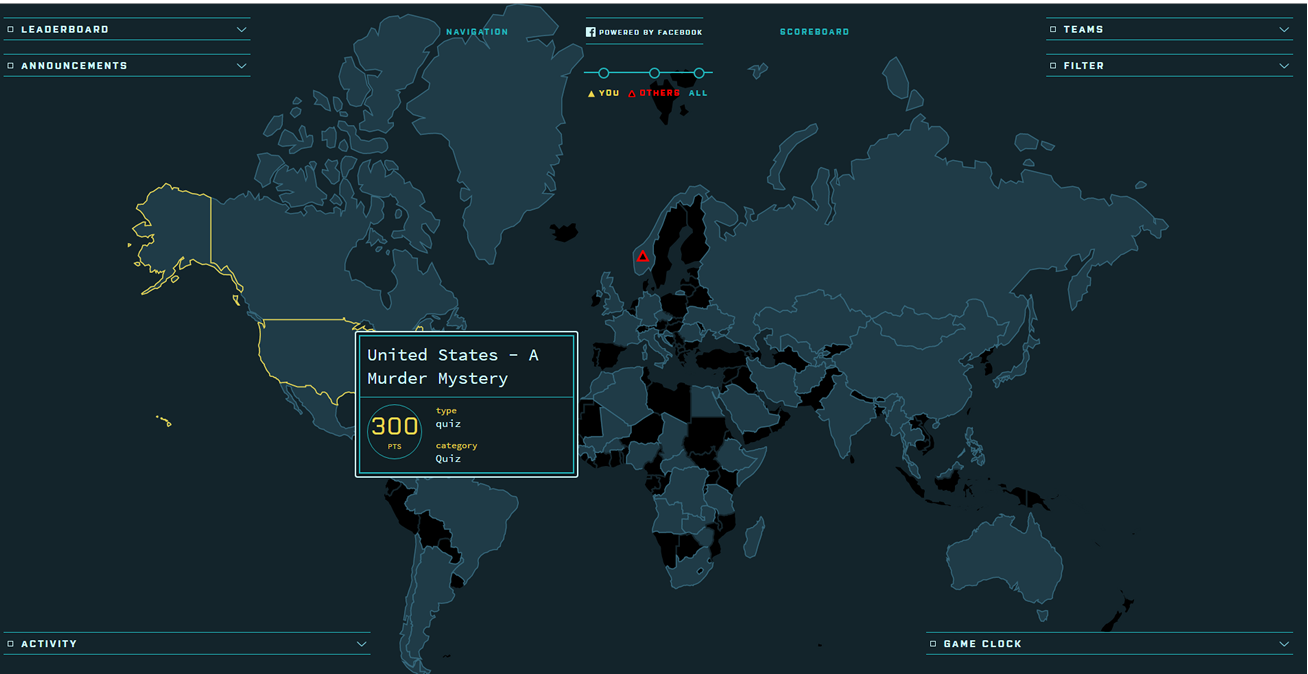 LEADERBOARD
NAVIGATION
POWERED BY FACEBOOK
SCOREBOARD
TEAMS
ANNOUNCEMENTS
FILTER
YOU OTHERS ALL
United States - A
Murder Mystery
300
PTS
type
quiz
category
Quiz
ACTIVITY
GAME CLOCK